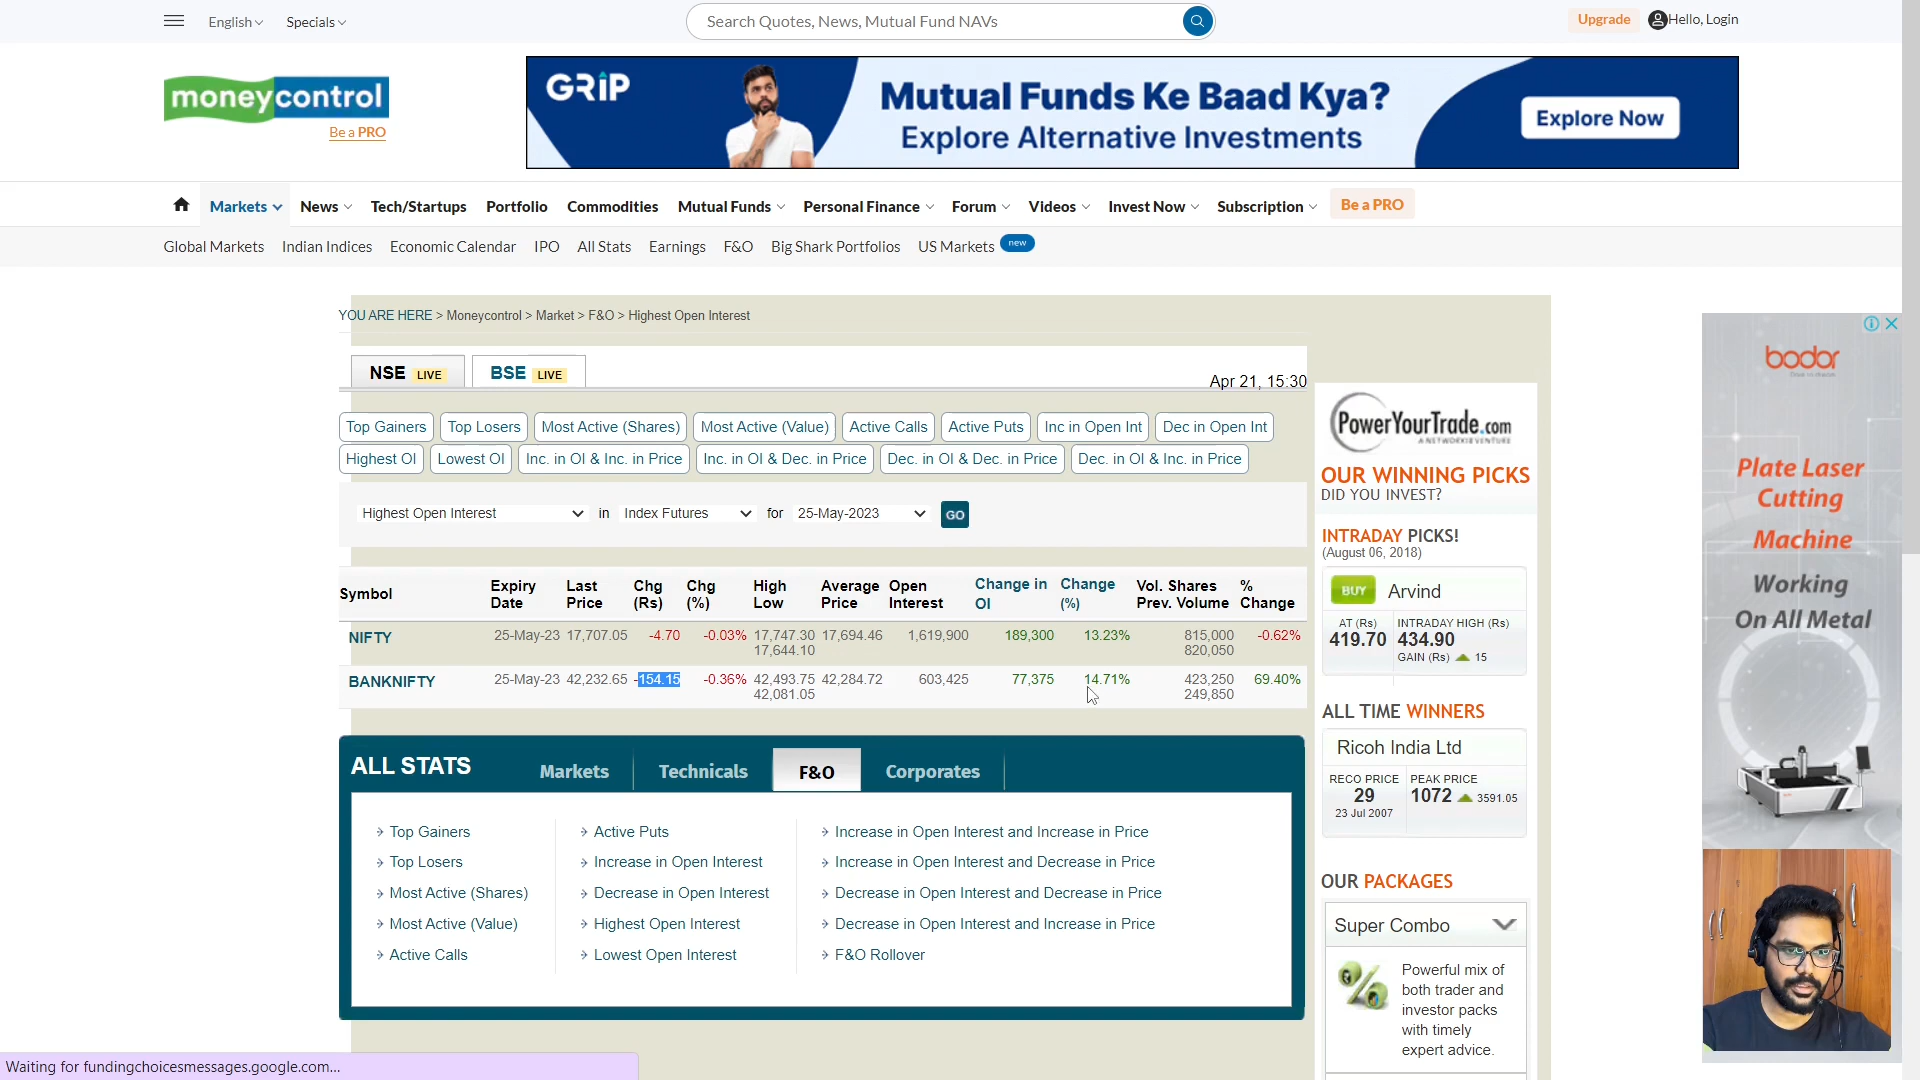 English
Specials
Search Quotes, News, Mutual Fund NAVs
Upgrade
Hello, Login
moneycontrol
Be a PRO
GRIP
Mutual Funds Ke Baad Kya?
Explore Alternative Investments
Explore Now
Markets
News
Tech/Startups
Portfolio
Commodities
Mutual Funds
Personal Finance
Forum
Videos
Invest Now
Subscription
Be a PRO
Global Markets
Indian Indices
Economic Calendar
IPO
All Stats
Earnings
F&O
Big Shark Portfolios
US Markets
new
YOU ARE HERE > Moneycontrol > Market > F&O > Highest Open Interest
NSE LIVE
BSE LIVE
Apr 21, 15:30
Top Gainers
Top Losers
Most Active (Shares)
Most Active (Value)
Active Calls
Active Puts
Inc in Open Int
Dec in Open Int
Highest OI
Lowest OI
Inc. in OI & Inc. in Price
Inc. in OI & Dec. in Price
Dec. in OI & Dec. in Price
Dec. in OI & Inc. in Price
Highest Open Interest in Index Futures for 25-May-2023 GO
Symbol
Expiry Date
Last Price
Chg (Rs)
Chg (%)
High Low
Average Price
Open Interest
Change in OI
Change (%)
Vol. Shares Prev. Volume
% Change
NIFTY 25-May-23 17,707.05 -4.70 -0.03% 17,747.30 17,694.46 1,619,900 189,300 13.23% 815,000 -0.62%
17,644.10 820,050
BANKNIFTY 25-May-23 42,232.65 -154.15 -0.36% 42,493.75 42,284.72 603,425 77,375 14.71% 423,250 69.40%
42,081.05 249,850
ALL STATS
Markets
Technicals
F&O
Corporates
Top Gainers
Top Losers
Most Active (Shares)
Most Active (Value)
Active Calls
Active Puts
Increase in Open Interest
Decrease in Open Interest
Highest Open Interest
Lowest Open Interest
Increase in Open Interest and Increase in Price
Increase in Open Interest and Decrease in Price
Decrease in Open Interest and Decrease in Price
Decrease in Open Interest and Increase in Price
F&O Rollover
PowerYourTrade.com
A NETWORK18 VENTURE
OUR WINNING PICKS
DID YOU INVEST?
INTRADAY PICKS!
(August 06, 2018)
BUY Arvind
AT (Rs)
419.70
INTRADAY HIGH (Rs)
434.90
GAIN (Rs) 15
ALL TIME WINNERS
Ricoh India Ltd
RECO PRICE
29
23 Jul 2007
PEAK PRICE
1072 3591.05
OUR PACKAGES
Super Combo
%
Powerful mix of
both trader and
investor packs
with timely
expert advice.
bodor
Plate Laser
Cutting
Machine
Working
On All Metal
Waiting for fundingchoicesmessages.google.com...